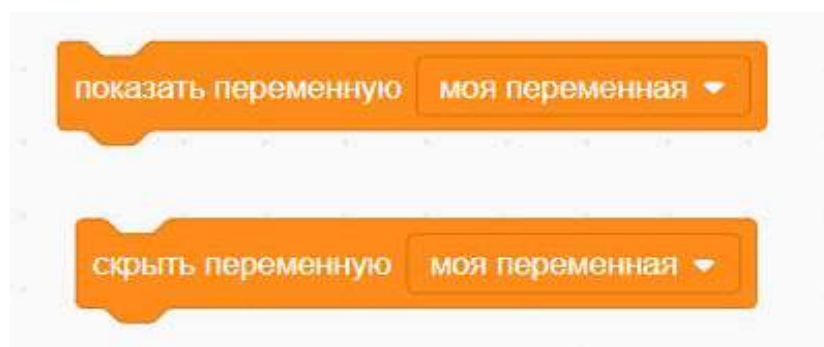 показать переменную моя переменная
скрыть переменную моя переменная